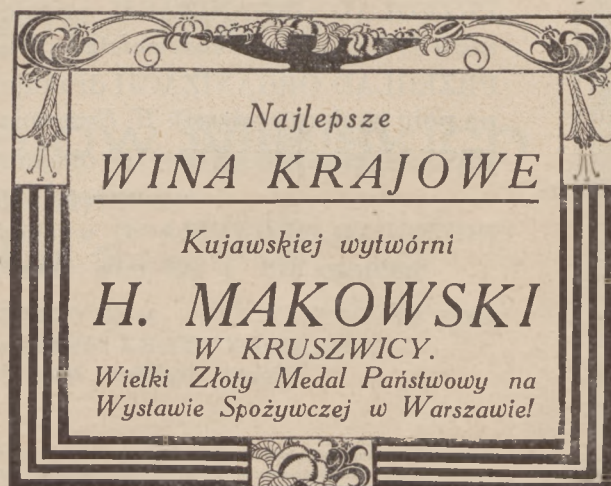 Najlepsze
WINA KRAJOWE
Kujawskiej wytwórni
H. MAKOWSKI
W KRUSZWICY.
Wielki Złoty Medal Państwowy na
Wystawie Spożywczej w Warszawie!